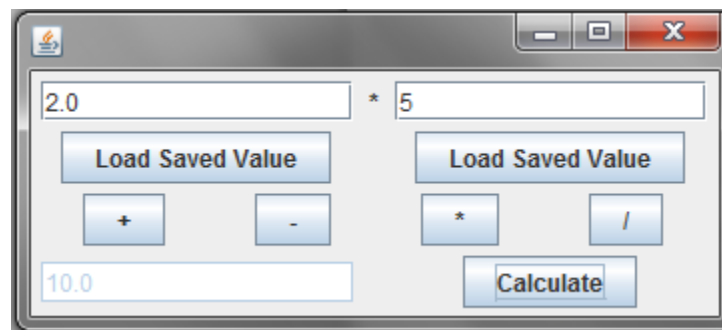 2.0 * 5
Load Saved Value Load Saved Value
+ - * /
10.0 Calculate